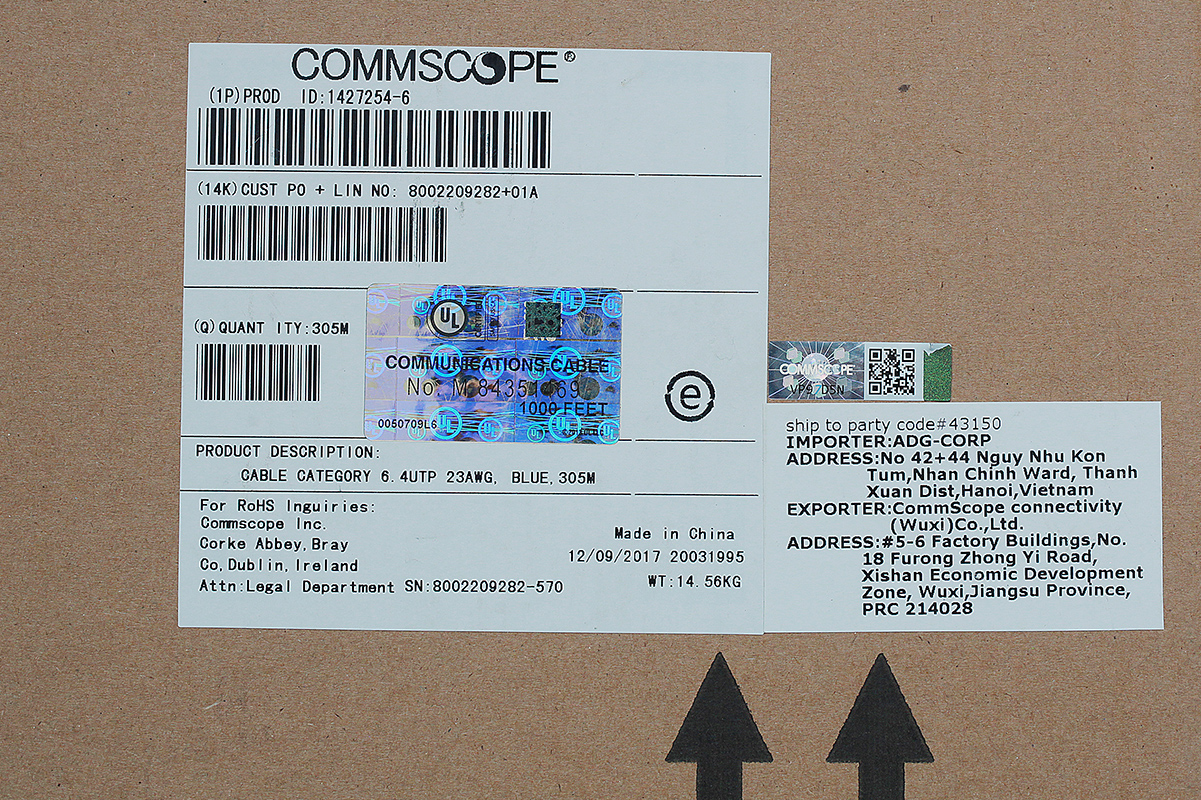 COMMSCOPE®
(1P)PROD ID:1427254-6
(14K)CUST PO + LIN NO: 8002209282+01A
(Q)QUANT ITY:305M
UL
COMMUNICATIONS-CABLE
No. M-84351469
1000 FEET
0050709L6
e
PRODUCT DESCRIPTION:
CABLE CATEGORY 6.4UTP 23AWG, BLUE,305M
For RoHS Inguiries:
Commscope Inc.
Corke Abbey,Bray
Co,Dublin,Ireland
Attn:Legal Department SN:8002209282-570
Made in China
12/09/2017 20031995
WT:14.56KG
COMMSCOPE
VP9 DSN
ship to party code#43150
IMPORTER:ADG-CORP
ADDRESS:No 42+44 Nguy Nhu Kon
Tum,Nhan Chinh Ward, Thanh
Xuan Dist,Hanoi,Vietnam
EXPORTER:CommScope connectivity
(Wuxi)Co.,Ltd.
ADDRESS:#5-6 Factory Buildings,No.
18 Furong Zhong Yi Road,
Xishan Economic Development
Zone, Wuxi,Jiangsu Province,
PRC 214028